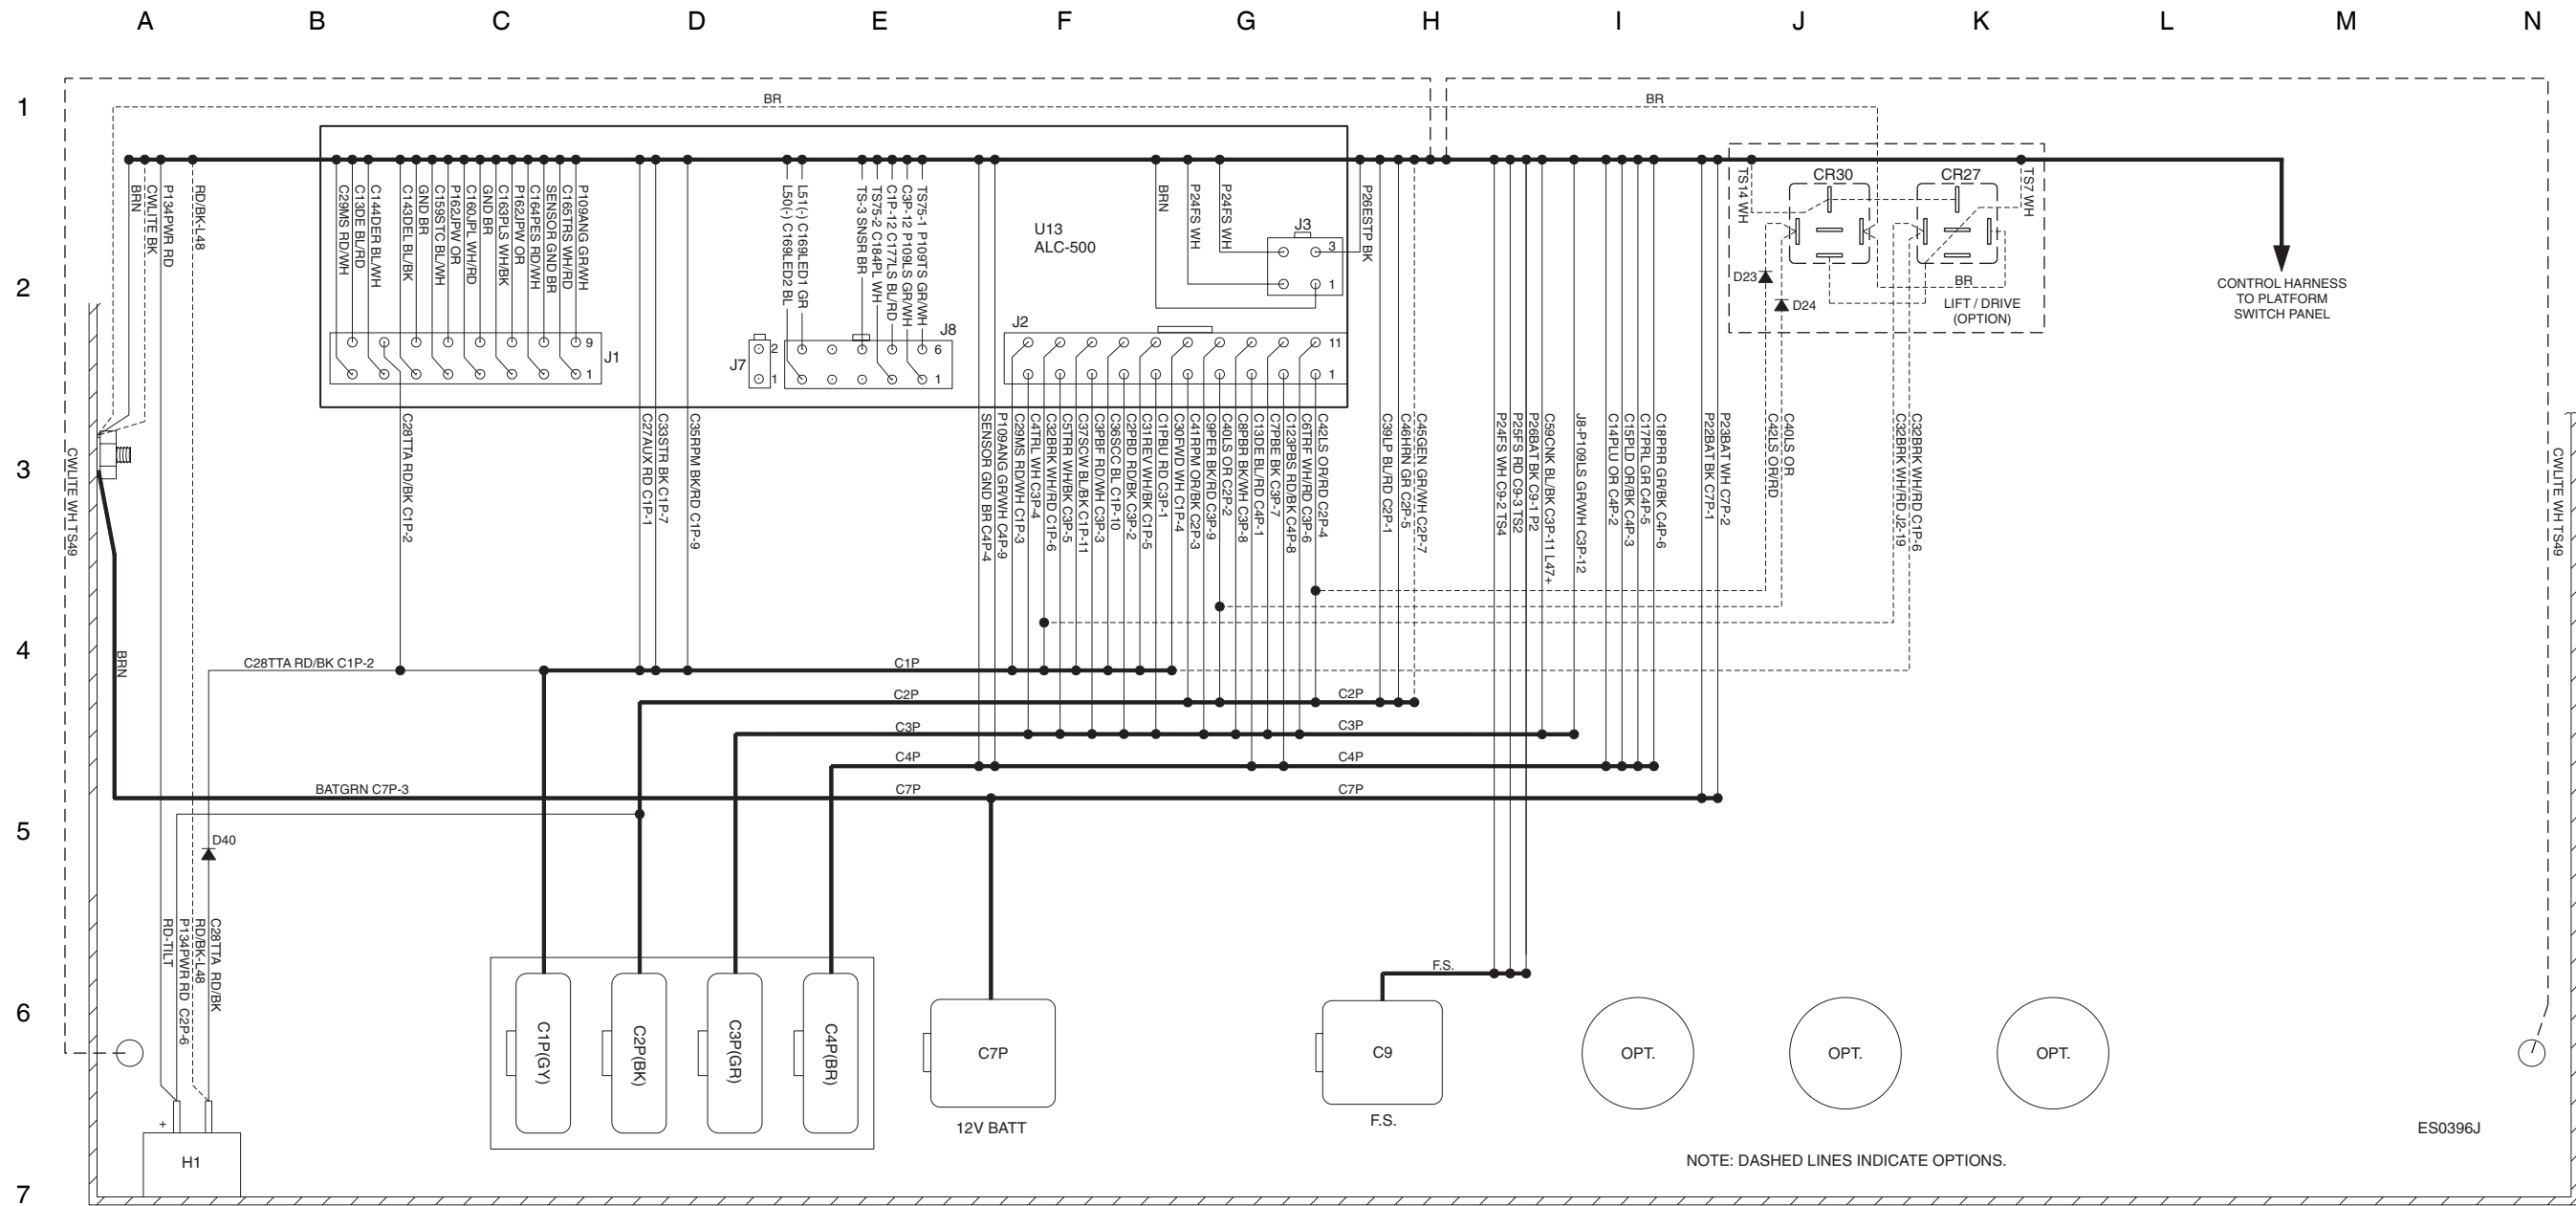 A B C D E F G H I J K L M N
1
2
3
4
5
6
7
BR
BR
BRN
CWLITE BK
P134PWR RD
RD/BK-L48
C29MS RD/WH
C13DE BL/RD
C144DER BL/WH
C143DEL BL/BK
GND BR
C159STC BL/WH
P162JPW OR
C160JPL WH/RD
GND BR
C163PLS WH/BK
P162JPW OR
C164PES RD/WH
SENSOR GND BR
C165TRS WH/RD
P109ANG GR/WH
L50(-) C169LED2 BL
L51(-) C169LED1 GR
TS-3 SNSR BR
TS75-2 C184PL WH
C1P-12 C177LS BL/RD
C3P-12 P109LS GR/WH
TS75-1 P109TS GR/WH
U13
ALC-500
BRN
P24FS WH
P24FS WH
J3
3
1
P26ESTP BK
TS14 WH
CR30
CR27
TS7 WH
D23
D24
BR
LIFT / DRIVE
(OPTION)
CONTROL HARNESS
TO PLATFORM
SWITCH PANEL
9
J1
1
J7
2
1
J8
6
1
J2
11
1
CWLITE WH TS49
C28TTA RD/BK C1P-2
C27AUX RD C1P-1
C33STR BK C1P-7
C35RPM BK/RD C1P-9
SENSOR GND BR C4P-4
P109ANG GR/WH C4P-9
C29MS RD/WH C1P-3
C4TRL WH C3P-4
C32BRK WH/RD C1P-6
C5TR WH/BK C3P-5
C37SCW BL/BK C1P-11
C3PBF RD/WH C3P-3
C36SCC BL C1P-10
C2PBD RD/BK C3P-2
C31REV WH/BK C1P-5
C1PBU RD C3P-1
C30FWD WH C1P-4
C41RPM OR/BK C2P-3
C9PER BK/RD C3P-9
C40LS OR C2P-2
C8PBR BK/WH C3P-8
C13DE BL/RD C4P-1
C7PBE BK C3P-7
C123PBS RD/BK C4P-8
C6TRF WH/RD C3P-6
C42LS OR/RD C2P-4
C39LP BL/RD C2P-1
C46HRN GR C2P-5
C45GEN GR/WH C2P-7
P24FS WH C9-2 TS4
P25FS RD C9-3 TS2
P26BAT BK C9-1 P2
C59CNK BL/BK C3P-11 L47+
J8-P109LS GR/WH C3P-12
C14PLU OR C4P-2
C15PLD OR/BK C4P-3
C17PRL GR C4P-5
C18PRR GR/BK C4P-6
P22BAT BK C7P-1
P23BAT WH C7P-2
C42LS OR/RD
C40LS OR
C32BRK WH/RD J2-19
C32BRK WH/RD C1P-6
CWLITE WH TS49
BRN
C28TTA RD/BK C1P-2
C1P
C2P
C2P
C3P
C3P
C4P
C4P
BATGRN C7P-3
C7P
C7P
D40
RD-TILT
P134PWR RD C2P-6
RD/BK-L48
C28TTA RD/BK
F.S.
C1P(GY)
C2P(BK)
C3P(GR)
C4P(BR)
C7P
C9
OPT.
OPT.
OPT.
+
H1
12V BATT
F.S.
ES0396J
NOTE: DASHED LINES INDICATE OPTIONS.